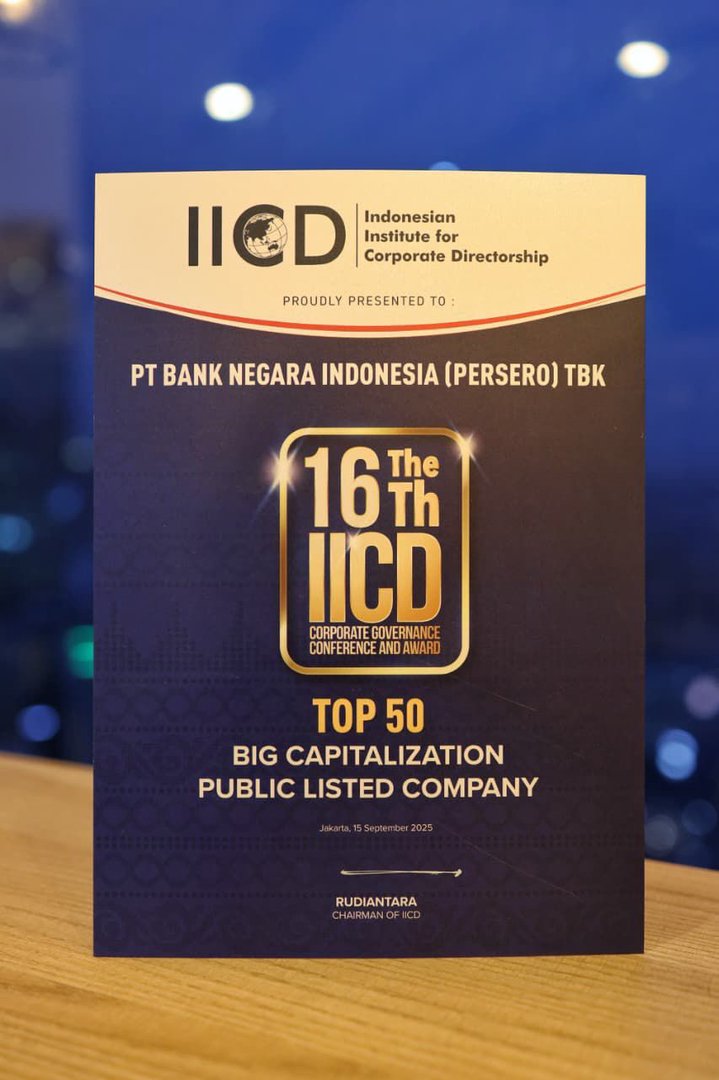 IICD
Indonesian
Institute for
Corporate Directorship
PROUDLY PRESENTED TO :
PT BANK NEGARA INDONESIA (PERSERO) TBK
16 The
Th
IICD
CORPORATE GOVERNANCE
CONFERENCE AND AWARD
TOP 50
BIG CAPITALIZATION
PUBLIC LISTED COMPANY
Jakarta, 15 September 2025
RUDIANTARA
CHAIRMAN OF IICD